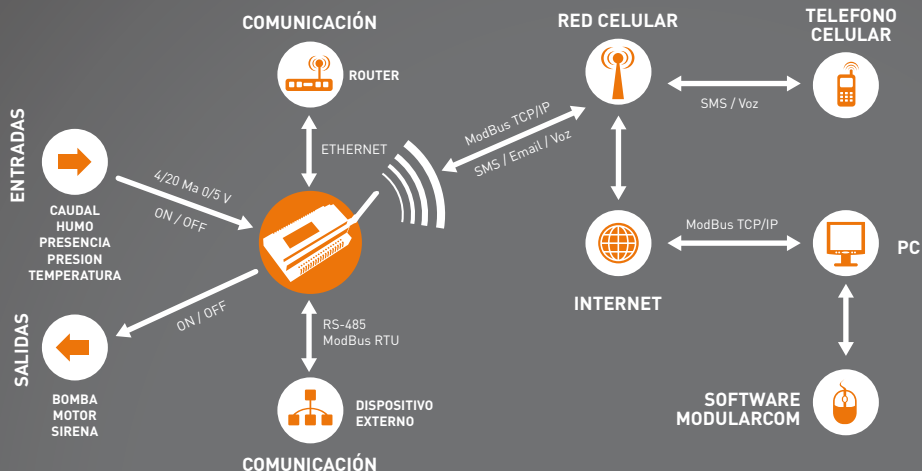 COMUNICACIÓN
ROUTER
ETHERNET
ENTRADAS
4/20 Ma 0/5 V
ON / OFF
CAUDAL
HUMO
PRESENCIA
PRESION
TEMPERATURA
SALIDAS
ON / OFF
BOMBA
MOTOR
SIRENA
RS-485
ModBus RTU
DISPOSITIVO
EXTERNO
COMUNICACIÓN
ModBus TCP/IP
SMS / Email / Voz
RED CELULAR
SMS / Voz
TELEFONO
CELULAR
INTERNET
ModBus TCP/IP
PC
SOFTWARE
MODULARCOM